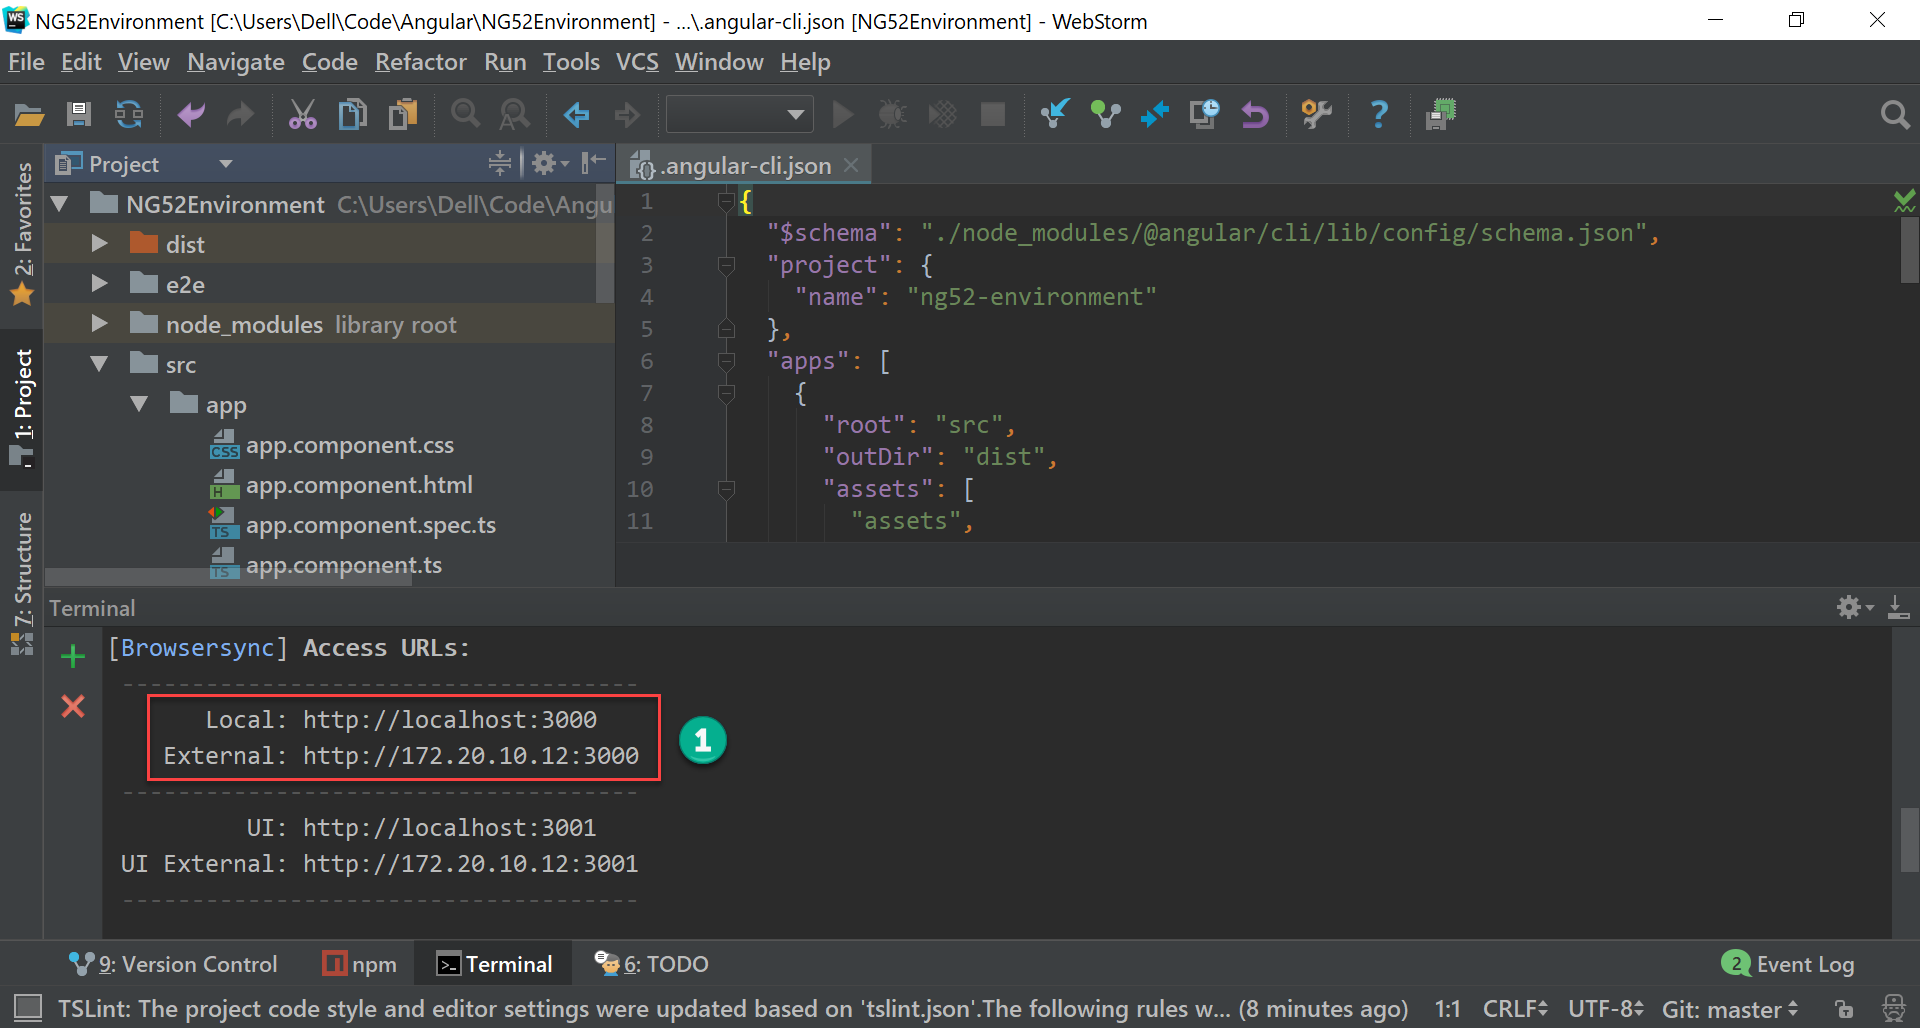 WS NG52Environment [C:\Users\Dell\Code\Angular\NG52Environment] - ...\.angular-cli.json [NG52Environment] - WebStorm
File Edit View Navigate Code Refactor Run Tools VCS Window Help
Project
.angular-cli.json
2: Favorites
1: Project
7: Structure
NG52Environment C:\Users\Dell\Code\Angu
dist
e2e
node_modules library root
src
app
CSS app.component.css
H app.component.html
TS app.component.spec.ts
TS app.component.ts
1 {
2 "$schema": "./node_modules/@angular/cli/lib/config/schema.json",
3 "project": {
4 "name": "ng52-environment"
5 },
6 "apps": [
7 {
8 "root": "src",
9 "outDir": "dist",
10 "assets": [
11 "assets",
Terminal
[Browsersync] Access URLs:
--------------------------------------
Local: http://localhost:3000
External: http://172.20.10.12:3000
1
--------------------------------------
UI: http://localhost:3001
UI External: http://172.20.10.12:3001
--------------------------------------
9: Version Control npm Terminal 6: TODO 2 Event Log
TSLint: The project code style and editor settings were updated based on 'tslint.json'.The following rules w... (8 minutes ago) 1:1 CRLF UTF-8 Git: master